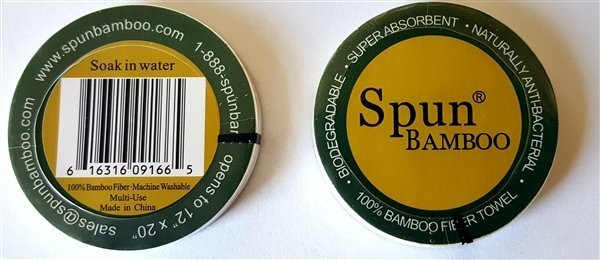 www.spunbamboo.com
1-888-spunbam
opens to 12" x 20"
sales@spunbamboo.com
Soak in water
6 16316 09166 5
100% Bamboo Fiber · Machine Washable
Multi-Use
Made in China
· BIODEGRADABLE · SUPER ABSORBENT · NATURALLY ANTI-BACTERIAL ·
Spun®
BAMBOO
100% BAMBOO FIBER TOWEL